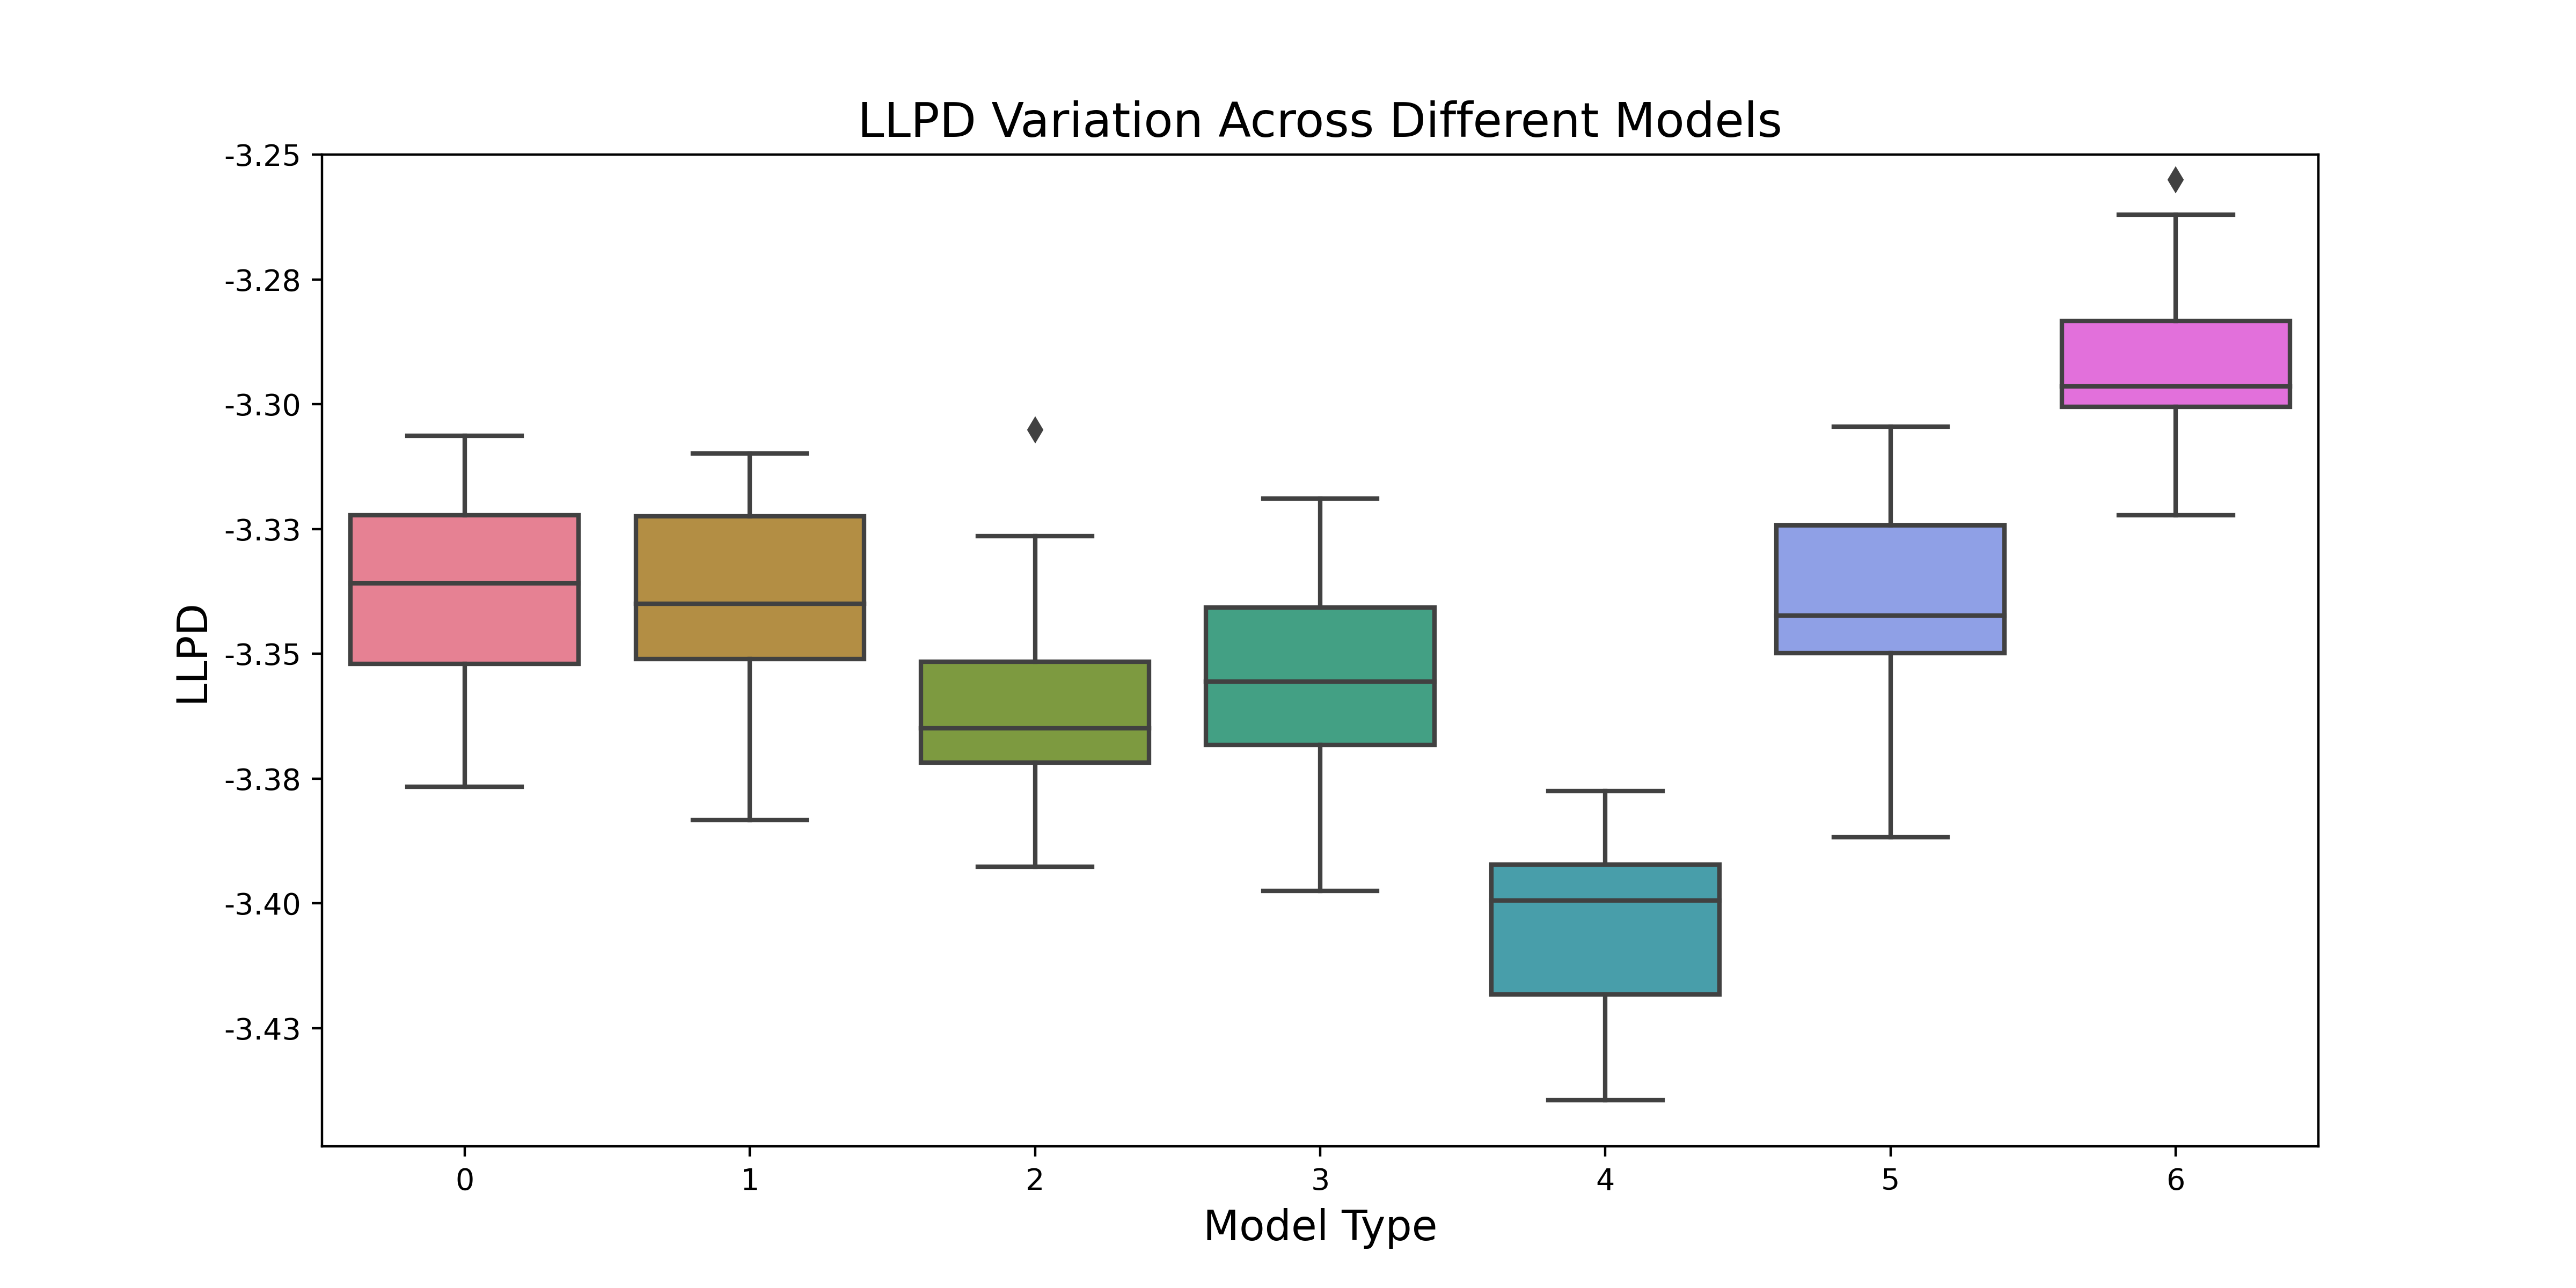 LLPD Variation Across Different Models
-3.25
-3.28
-3.30
-3.33
-3.35
-3.38
-3.40
-3.43
LLPD
0 1 2 3 4 5 6
Model Type